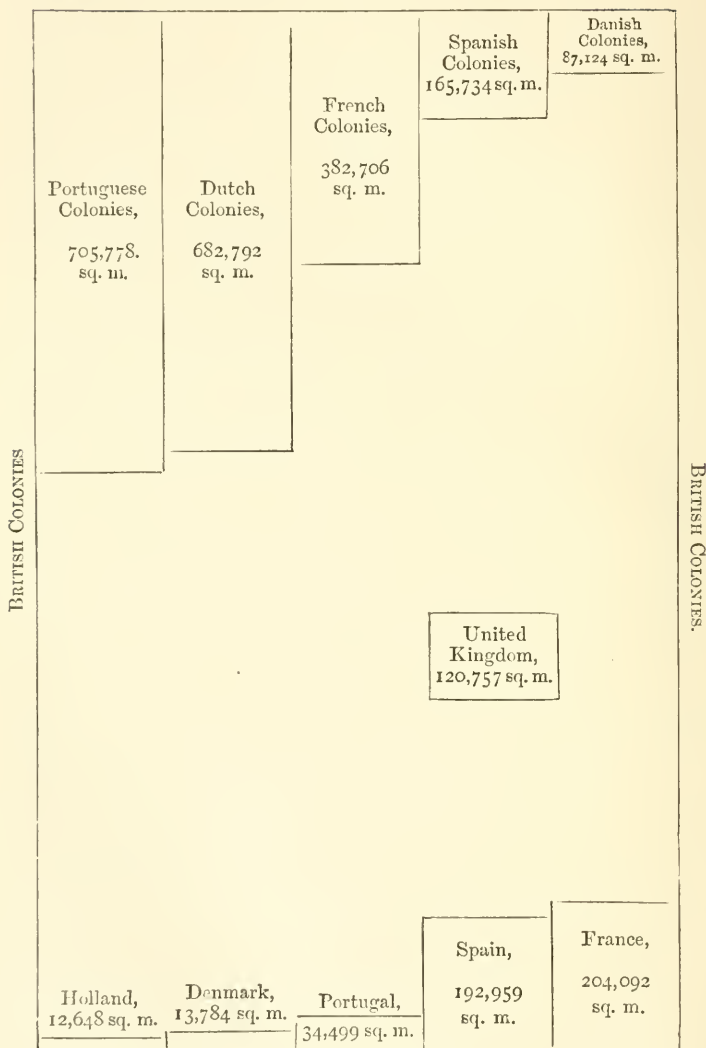 Danish
Colonies,
87,124 sq. m.
Spanish
Colonies,
165,734 sq. m.
French
Colonies,
382,706
sq. m.
Portuguese
Colonies,
705,778.
sq. m.
Dutch
Colonies,
682,792
sq. m.
BRITISH COLONIES
BRITISH COLONIES.
United
Kingdom,
120,757 sq. m.
Holland,
12,648 sq. m.
Denmark,
13,784 sq. m.
Portugal,
34,499 sq. m.
Spain,
192,959
sq. m.
France,
204,092
sq. m.